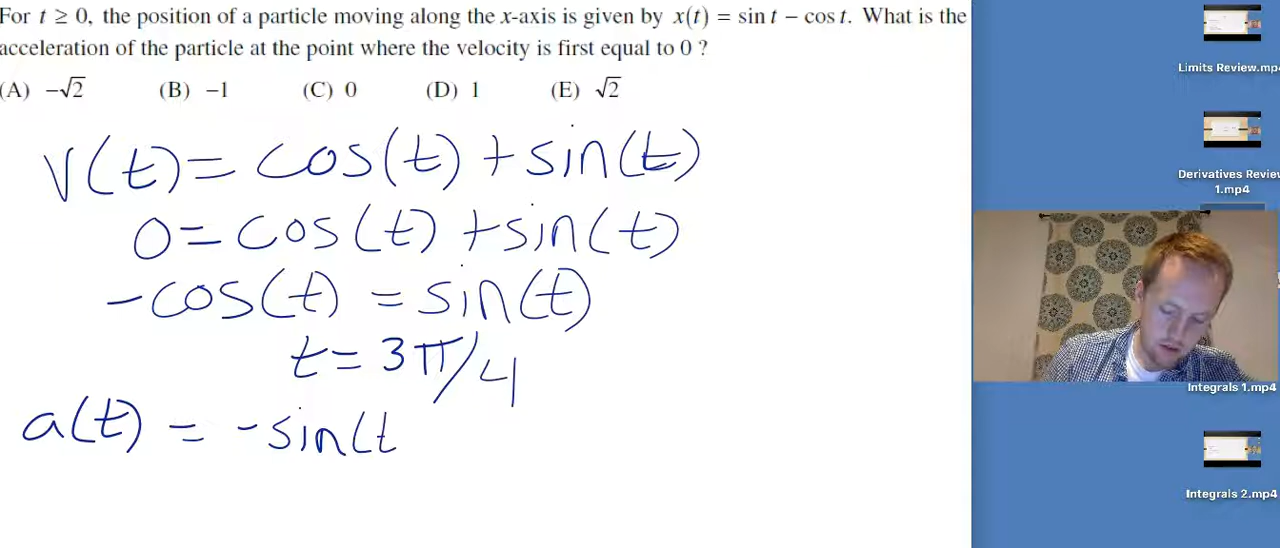 For t ≥ 0, the position of a particle moving along the x-axis is given by x(t) = sin t − cos t. What is the
acceleration of the particle at the point where the velocity is first equal to 0 ?
(A) −√2 (B) −1 (C) 0 (D) 1 (E) √2
v(t) = cos(t) + sin(t)
0 = cos(t) + sin(t)
-cos(t) = sin(t)
t = 3π/4
a(t) = -sin(t
Limits Review.mp4
Derivatives Review
1.mp4
Integrals 1.mp4
Integrals 2.mp4